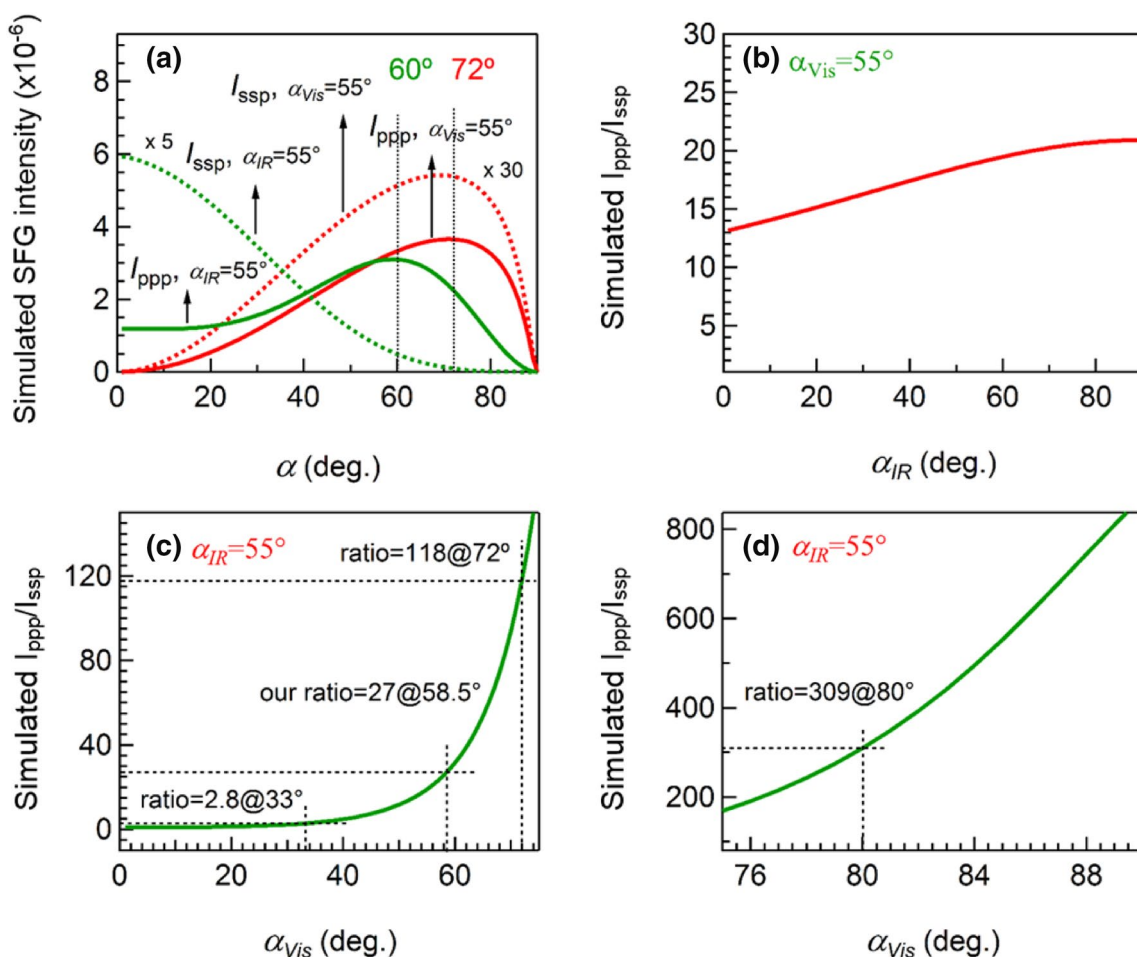 (a)
60º 72º
I_ssp, α_Vis=55°
x 5
I_ssp, α_IR=55°
I_ppp, α_Vis=55°
x 30
I_ppp, α_IR=55°
Simulated SFG intensity (x10^-6)
8
6
4
2
0
0 20 40 60 80
α (deg.)
(b) α_Vis=55°
Simulated I_ppp/I_ssp
30
25
20
15
10
5
0 20 40 60 80
α_IR (deg.)
(c) α_IR=55°
ratio=118@72º
our ratio=27@58.5°
ratio=2.8@33°
Simulated I_ppp/I_ssp
120
80
40
0
0 20 40 60
α_Vis (deg.)
(d) α_IR=55°
ratio=309@80°
Simulated I_ppp/I_ssp
800
600
400
200
76 80 84 88
α_Vis (deg.)